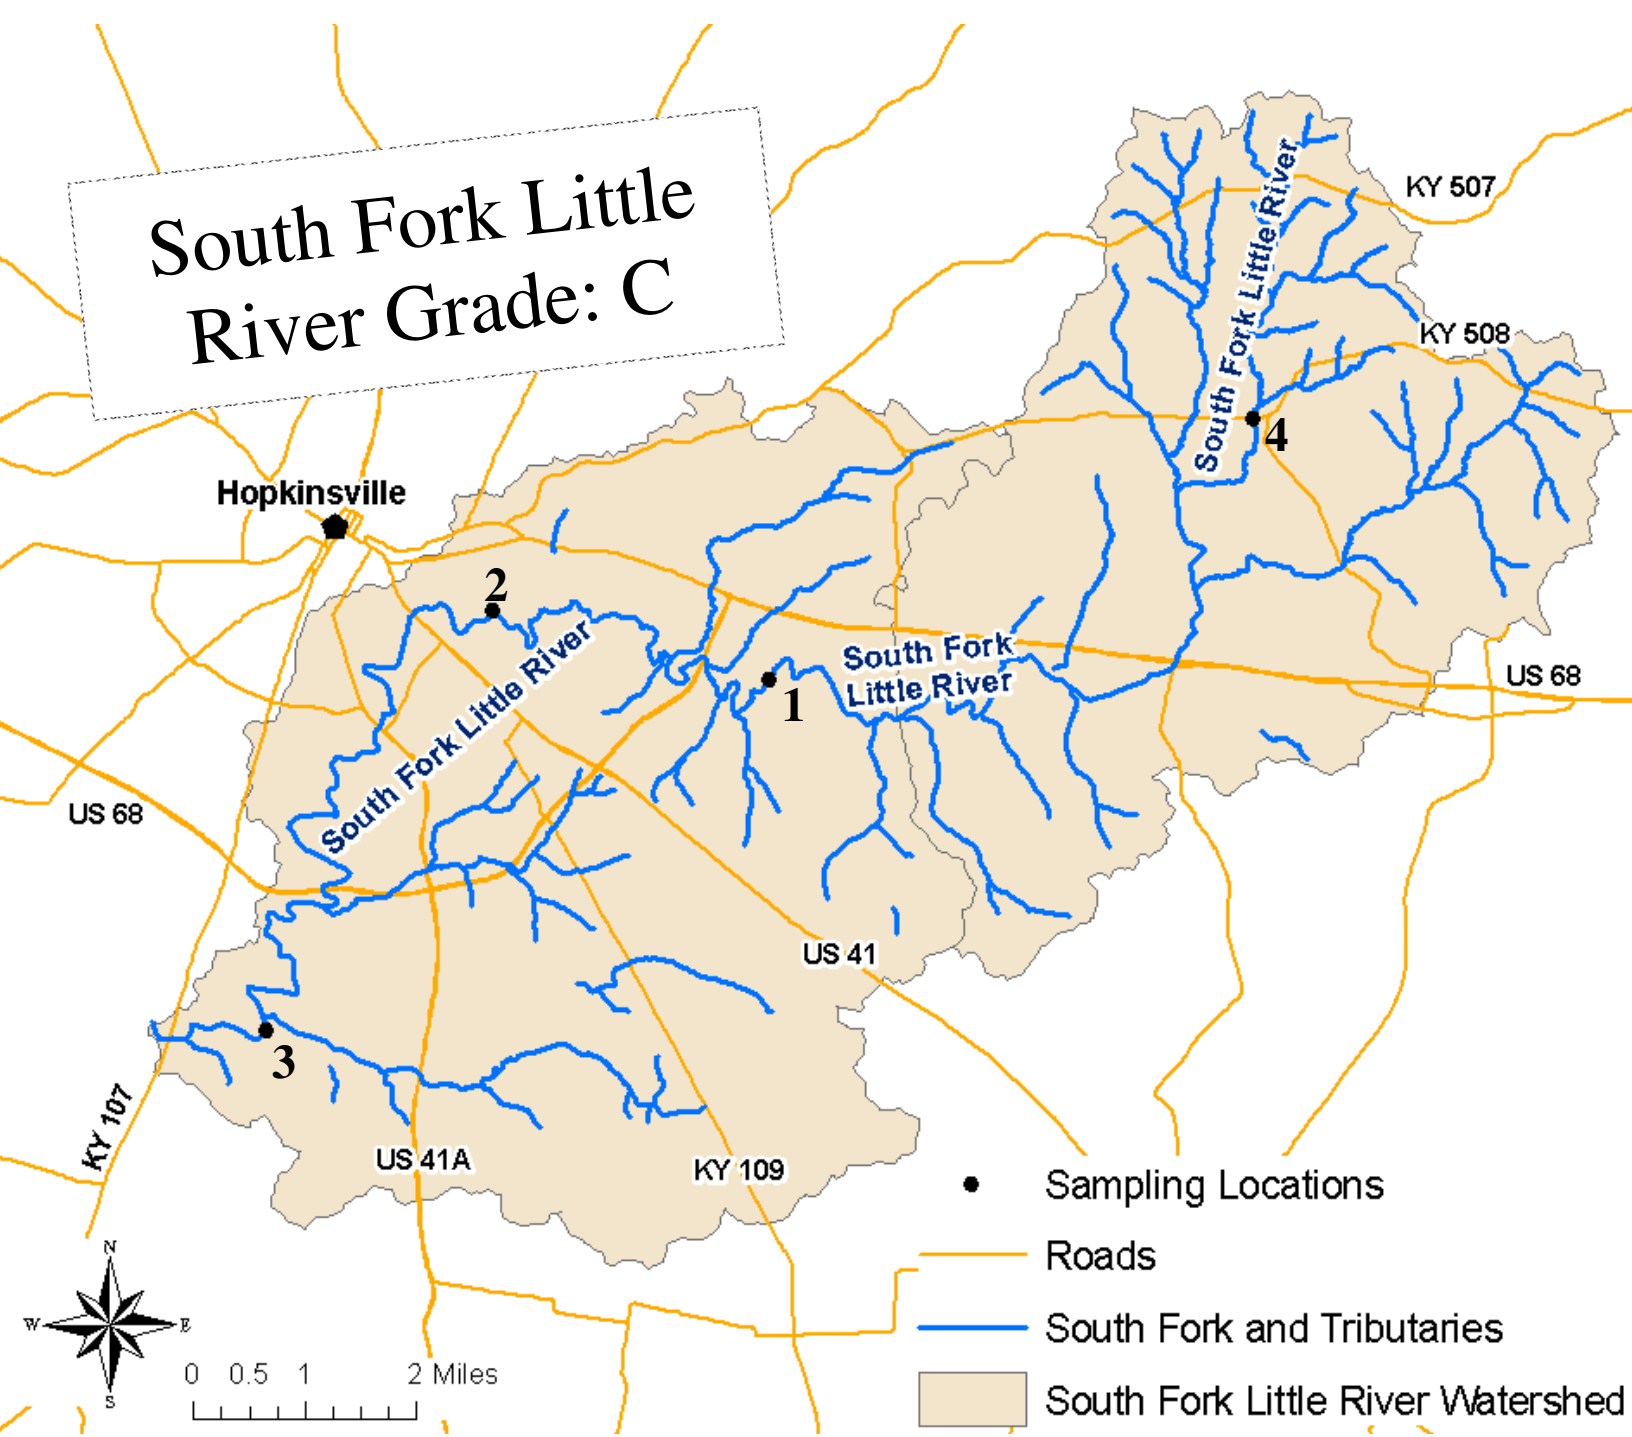 South Fork Little
River Grade: C
KY 507
South Fork Little River
KY 508
4
Hopkinsville
2
South Fork
Little River
1
US 68
South Fork Little River
US 68
US 41
3
KY 107
US 41A
KY 109
Sampling Locations
Roads
South Fork and Tributaries
South Fork Little River Watershed
N
W
E
S
0 0.5 1 2 Miles